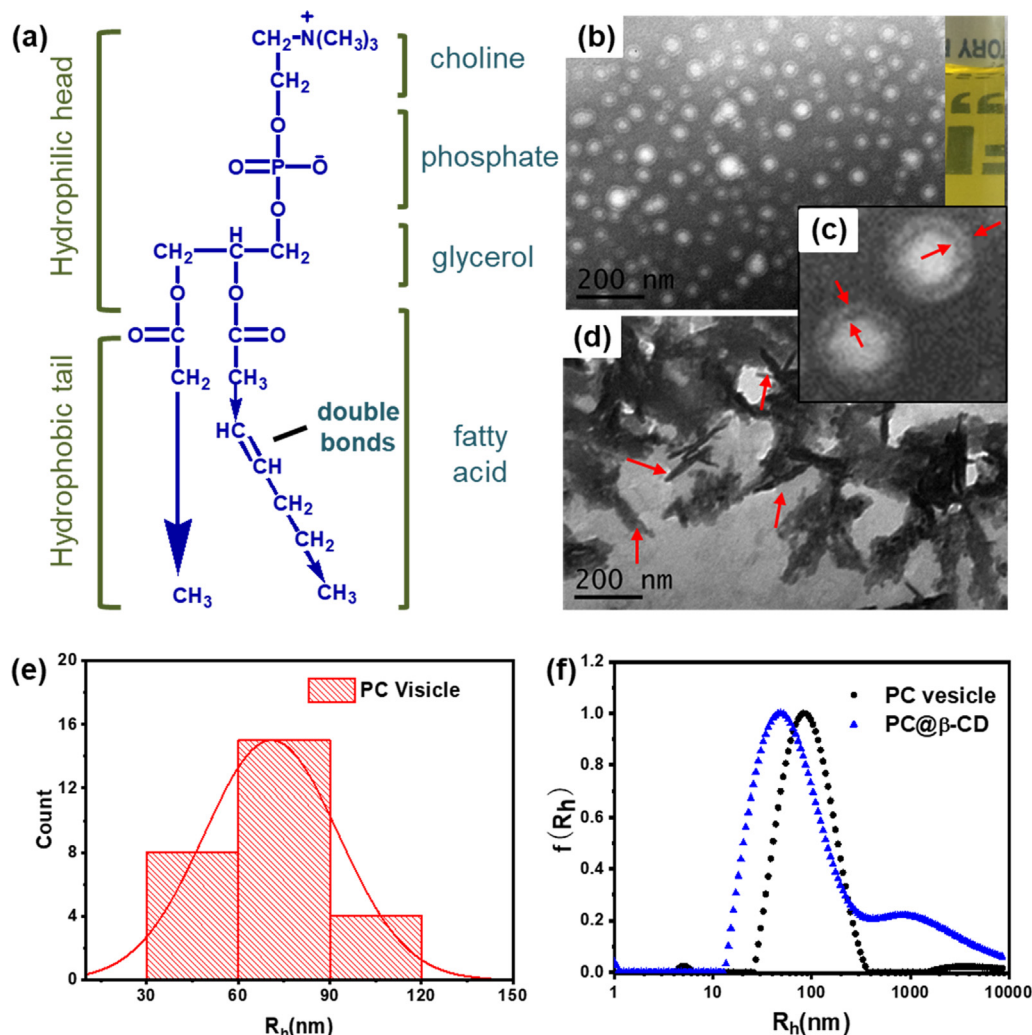 (a)
Hydrophilic head
Hydrophobic tail
+
CH₂–N(CH₃)₃
CH₂
O
O=P–Ō
O
H
CH₂–C–CH₂
O
O
O=C
C=O
CH₂
CH₃
HC
CH
CH₂
CH₂
CH₃
CH₃
double
bonds
choline
phosphate
glycerol
fatty
acid
(b)
200 nm
(c)
(d)
200 nm
(e)
20
16
12
8
4
0
Count
PC Visicle
30
60
90
120
150
Rh(nm)
(f)
1.2
1.0
0.8
0.6
0.4
0.2
0.0
f (Rh)
PC vesicle
PC@β-CD
1
10
100
1000
10000
Rh(nm)